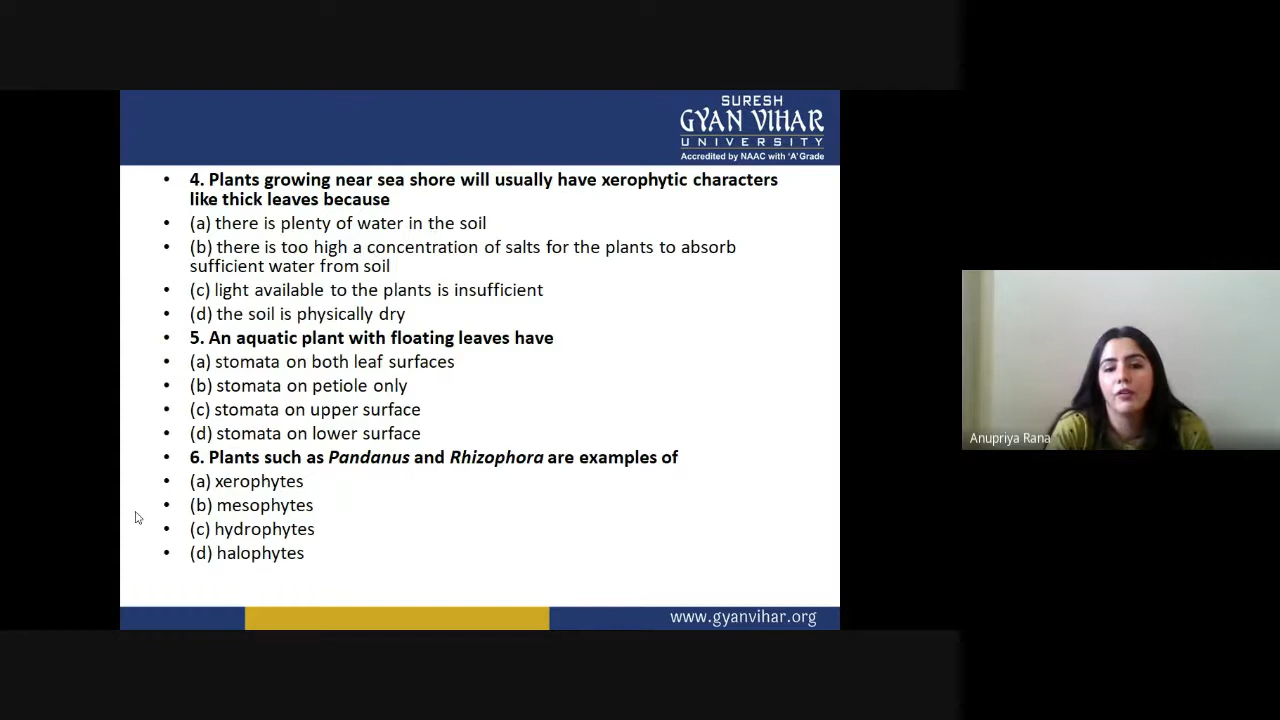 SURESH
GYAN VIHAR
UNIVERSITY
Accredited by NAAC with 'A' Grade
• 4. Plants growing near sea shore will usually have xerophytic characters
like thick leaves because
• (a) there is plenty of water in the soil
• (b) there is too high a concentration of salts for the plants to absorb
sufficient water from soil
• (c) light available to the plants is insufficient
• (d) the soil is physically dry
• 5. An aquatic plant with floating leaves have
• (a) stomata on both leaf surfaces
• (b) stomata on petiole only
• (c) stomata on upper surface
• (d) stomata on lower surface
• 6. Plants such as Pandanus and Rhizophora are examples of
• (a) xerophytes
• (b) mesophytes
• (c) hydrophytes
• (d) halophytes
www.gyanvihar.org
Anupriya Rana